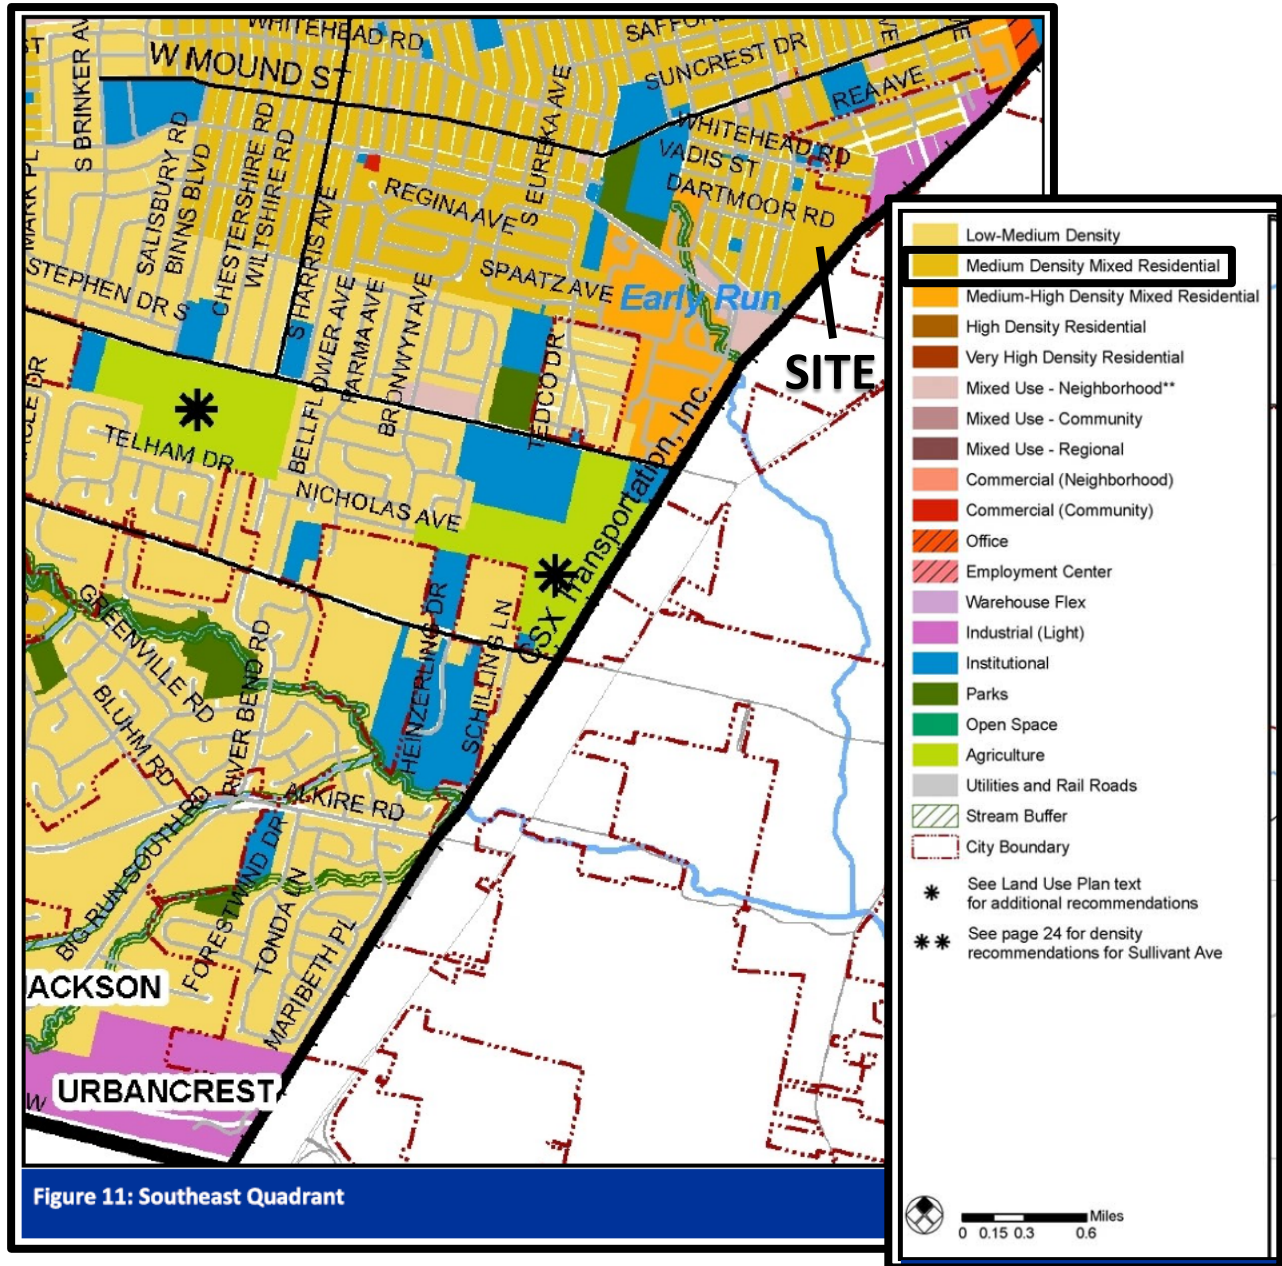 WHITEHEAD RD
SAFFOR
W MOUND ST
SUNCREST DR
REA AVE
S BRINKER AV
SALISBURY RD
BINNS BLVD
CHESTERSHIRE RD
WILTSHIRE RD
S HARRIS AVE
REGINA AVE
S EUREKA AVE
WHITEHEAD RD
VADIS ST
DARTMOOR RD
MARK PL
STEPHEN DR S
SPAATZ AVE
Early Run
SITE
BELLFLOWER AVE
PARMA AVE
BRONWYN AVE
TEDCO DR
TELHAM DR
NICHOLAS AVE
CSX Transportation, Inc.
GREENVILLE RD
BLUHM RD
RIVER BEND RD
HEINZERLING DR
SCHILLING LN
ALKIRE RD
BIG RUN SOUTH RD
FORESTWIND DR
TONDA LN
MARIBETH PL
ACKSON
URBANCREST
Figure 11: Southeast Quadrant
Low-Medium Density
Medium Density Mixed Residential
Medium-High Density Mixed Residential
High Density Residential
Very High Density Residential
Mixed Use - Neighborhood**
Mixed Use - Community
Mixed Use - Regional
Commercial (Neighborhood)
Commercial (Community)
Office
Employment Center
Warehouse Flex
Industrial (Light)
Institutional
Parks
Open Space
Agriculture
Utilities and Rail Roads
Stream Buffer
City Boundary
See Land Use Plan text
for additional recommendations
See page 24 for density
recommendations for Sullivant Ave
Miles
0 0.15 0.3 0.6